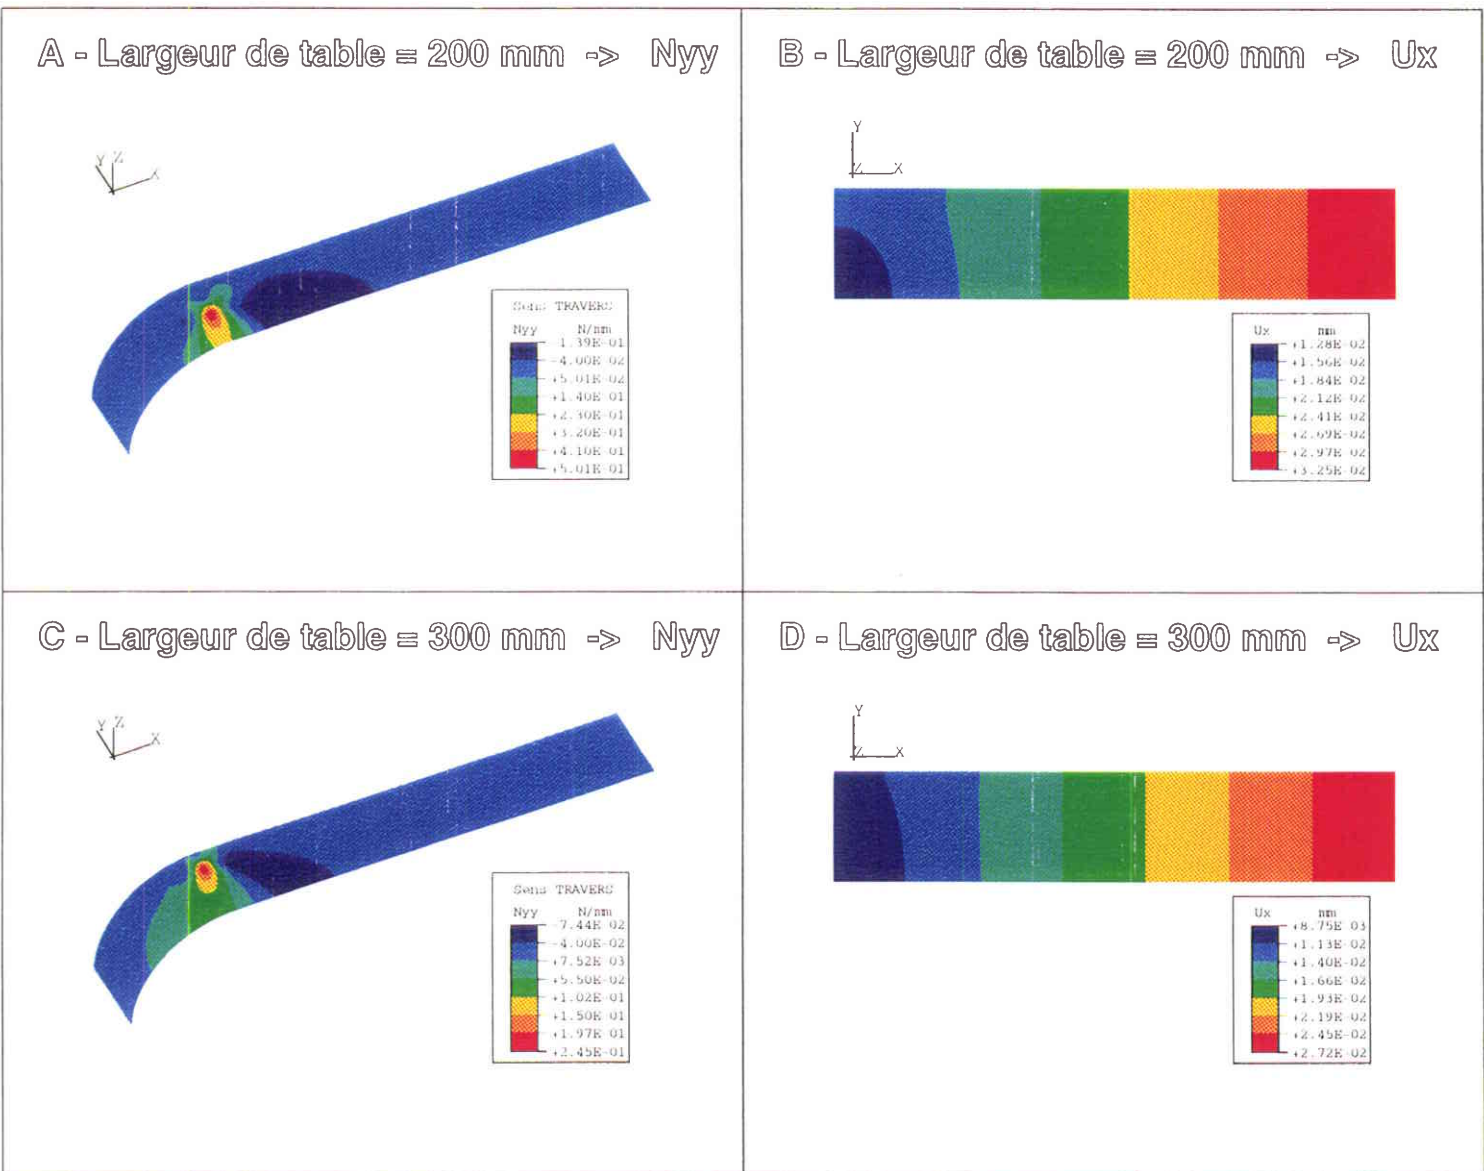 A - Largeur de table = 200 mm -> Nyy
Y Z
X
Sens TRAVERS
Nyy N/mm
1.39E-01
-4.00E-02
+5.01E-02
+1.40E-01
+2.30E-01
+3.20E-01
+4.10E-01
+5.01E-01
B - Largeur de table = 200 mm -> Ux
Y
Z X
Ux mm
+1.28E-02
+1.56E-02
+1.84E-02
+2.12E-02
+2.41E-02
+2.69E-02
+2.97E-02
+3.25E-02
C - Largeur de table = 300 mm -> Nyy
Y Z
X
Sens TRAVERS
Nyy N/mm
-7.44E-02
-4.00E-02
+7.52E-03
+5.50E-02
+1.02E-01
+1.50E-01
+1.97E-01
+2.45E-01
D - Largeur de table = 300 mm -> Ux
Y
Z X
Ux mm
+8.75E-03
+1.13E-02
+1.40E-02
+1.66E-02
+1.93E-02
+2.19E-02
+2.45E-02
+2.72E-02